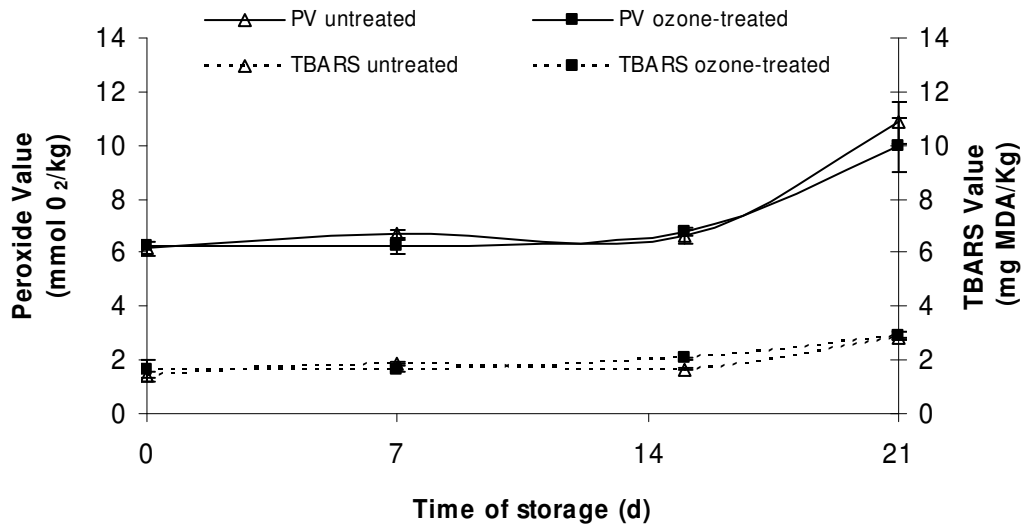 PV untreated
PV ozone-treated
TBARS untreated
TBARS ozone-treated
14
12
10
8
6
4
2
0
Peroxide Value
(mmol 0 2/kg)
14
12
10
8
6
4
2
0
TBARS Value
(mg MDA/Kg)
0
7
14
21
Time of storage (d)